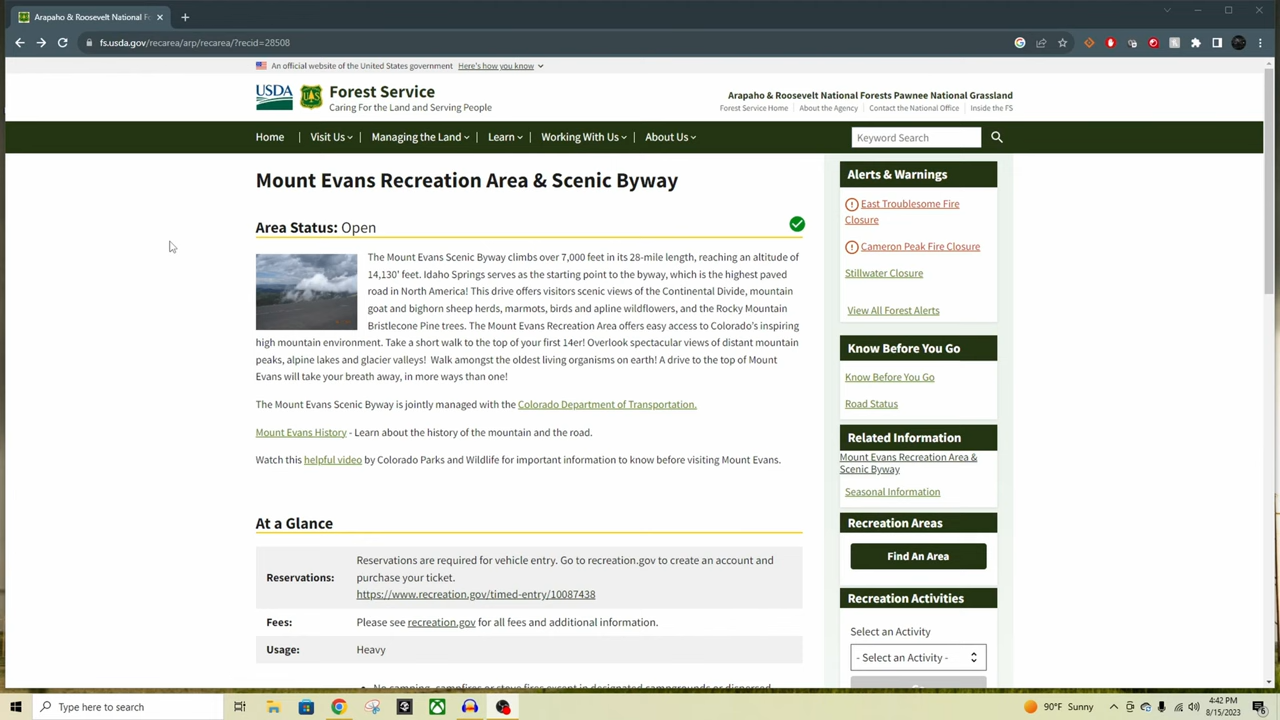 Arapaho & Roosevelt National F
fs.usda.gov/recarea/arp/recarea/?recid=28508
An official website of the United States government Here's how you know
USDA
Forest Service
Caring For the Land and Serving People
Arapaho & Roosevelt National Forests Pawnee National Grassland
Forest Service Home | About the Agency | Contact the National Office | Inside the FS
Home | Visit Us | Managing the Land | Learn | Working With Us | About Us
Keyword Search
Mount Evans Recreation Area & Scenic Byway
Area Status: Open
The Mount Evans Scenic Byway climbs over 7,000 feet in its 28-mile length, reaching an altitude of
14,130' feet. Idaho Springs serves as the starting point to the byway, which is the highest paved
road in North America! This drive offers visitors scenic views of the Continental Divide, mountain
goat and bighorn sheep herds, marmots, birds and apline wildflowers, and the Rocky Mountain
Bristlecone Pine trees. The Mount Evans Recreation Area offers easy access to Colorado's inspiring
high mountain environment. Take a short walk to the top of your first 14er! Overlook spectacular views of distant mountain
peaks, alpine lakes and glacier valleys! Walk amongst the oldest living organisms on earth! A drive to the top of Mount
Evans will take your breath away, in more ways than one!
The Mount Evans Scenic Byway is jointly managed with the Colorado Department of Transportation.
Mount Evans History - Learn about the history of the mountain and the road.
Watch this helpful video by Colorado Parks and Wildlife for important information to know before visiting Mount Evans.
At a Glance
Reservations:
Reservations are required for vehicle entry. Go to recreation.gov to create an account and
purchase your ticket.
https://www.recreation.gov/timed-entry/10087438
Fees: Please see recreation.gov for all fees and additional information.
Usage: Heavy
No camping, campfires or stove fires except in designated campgrounds or dispersed
Alerts & Warnings
East Troublesome Fire
Closure
Cameron Peak Fire Closure
Stillwater Closure
View All Forest Alerts
Know Before You Go
Know Before You Go
Road Status
Related Information
Mount Evans Recreation Area &
Scenic Byway
Seasonal Information
Recreation Areas
Find An Area
Recreation Activities
Select an Activity
- Select an Activity -
Type here to search
90°F Sunny
4:42 PM
8/15/2023